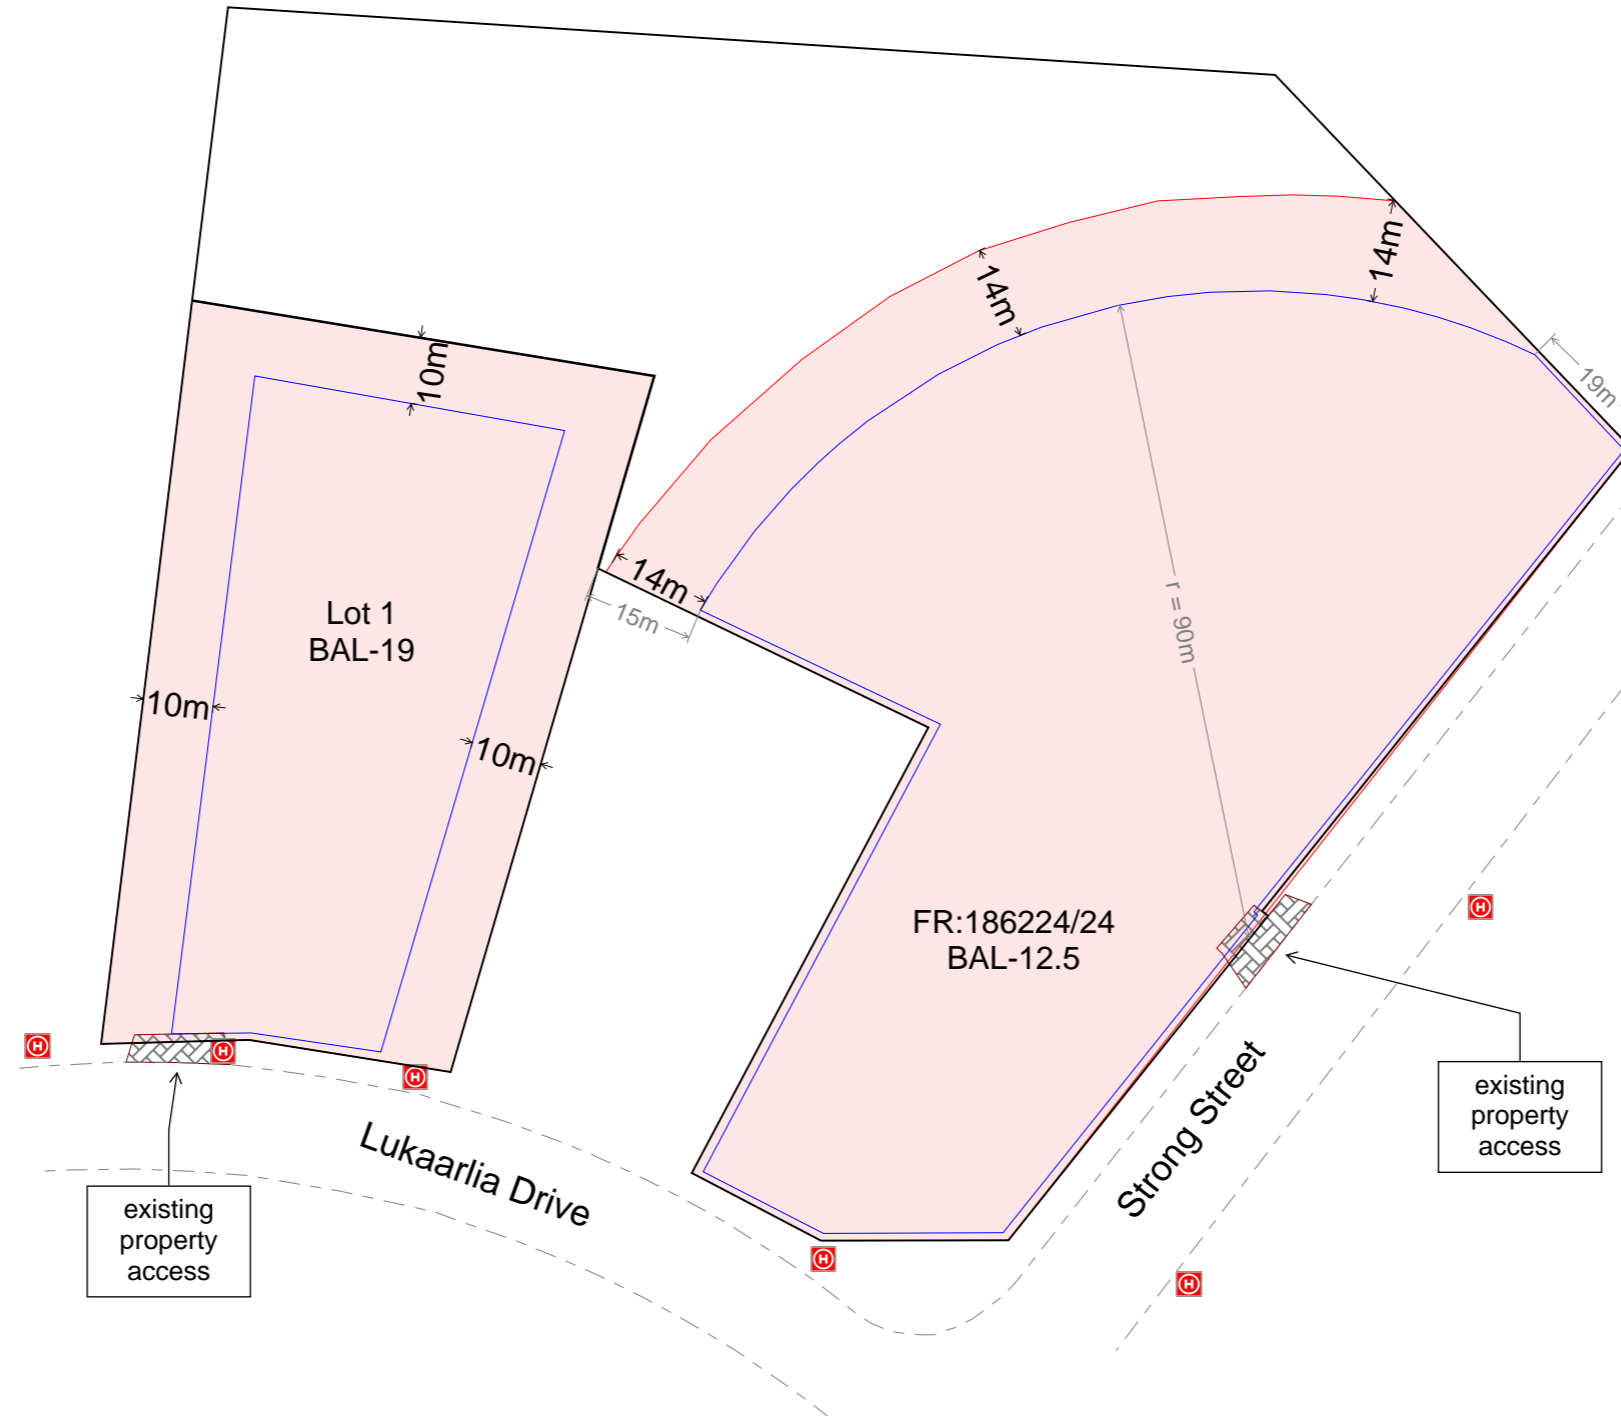 14m
14m
10m
19m
14m
15m
r = 90m
Lot 1
BAL-19
10m
10m
FR:186224/24
BAL-12.5
H
H
H
H
H
H
existing
property
access
Strong Street
Lukaarlia Drive
existing
property
access